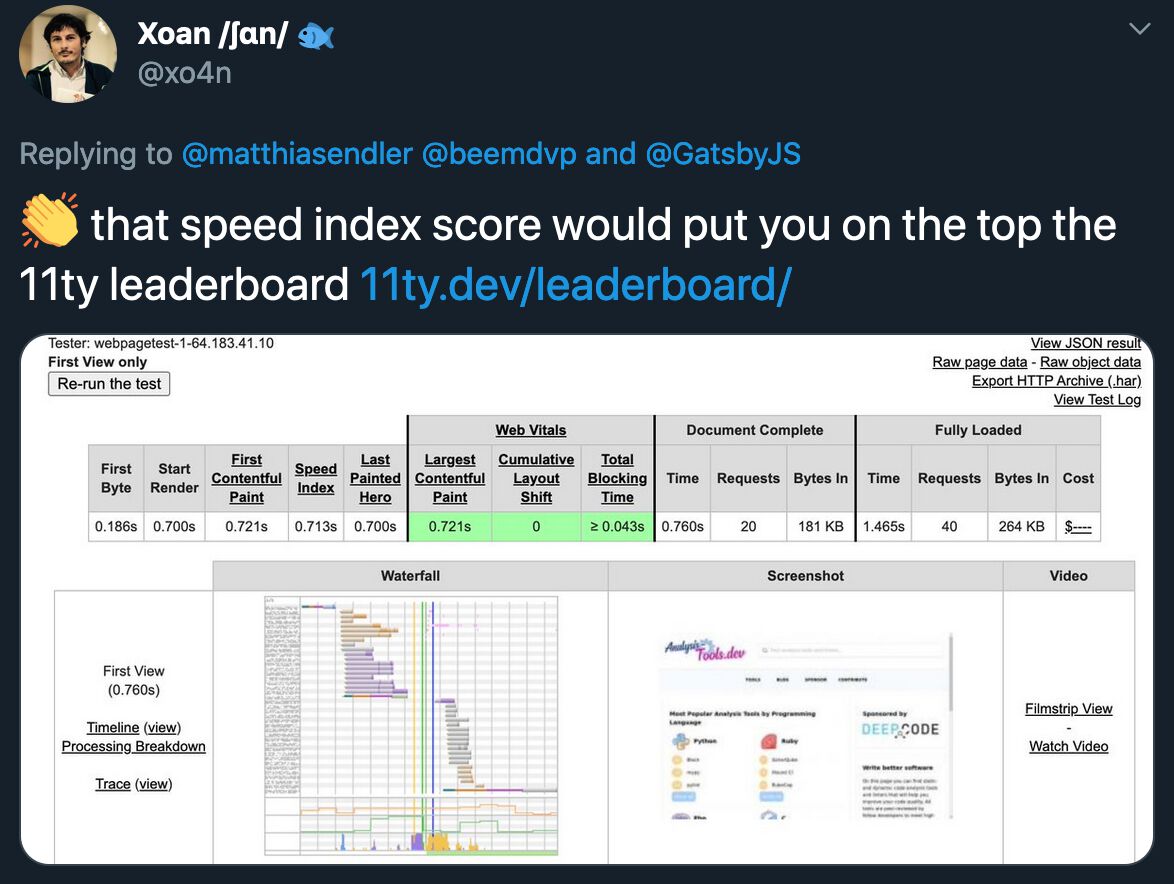 Xoan /ʃɑn/ 🐟
@xo4n
Replying to @matthiasendler @beemdvp and @GatsbyJS
👏 that speed index score would put you on the top the
11ty leaderboard 11ty.dev/leaderboard/
Tester: webpagetest-1-64.183.41.10
First View only
Re-run the test
View JSON result
Raw page data - Raw object data
Export HTTP Archive (.har)
View Test Log
Web Vitals Document Complete Fully Loaded
First Byte Start Render First Contentful Paint Speed Index Last Painted Hero Largest Contentful Paint Cumulative Layout Shift Total Blocking Time Time Requests Bytes In Time Requests Bytes In Cost
0.186s 0.700s 0.721s 0.713s 0.700s 0.721s 0 ≥ 0.043s 0.760s 20 181 KB 1.465s 40 264 KB $----
Waterfall Screenshot Video
First View
(0.760s)
Timeline (view)
Processing Breakdown
Trace (view)
Analysis
Tools.dev
TOOLS BLOG SPONSOR CONTRIBUTE
Most Popular Analysis Tools by Programming
Language
Python Ruby
Sponsored by
DEEPCODE
Write better software
Filmstrip View
-
Watch Video